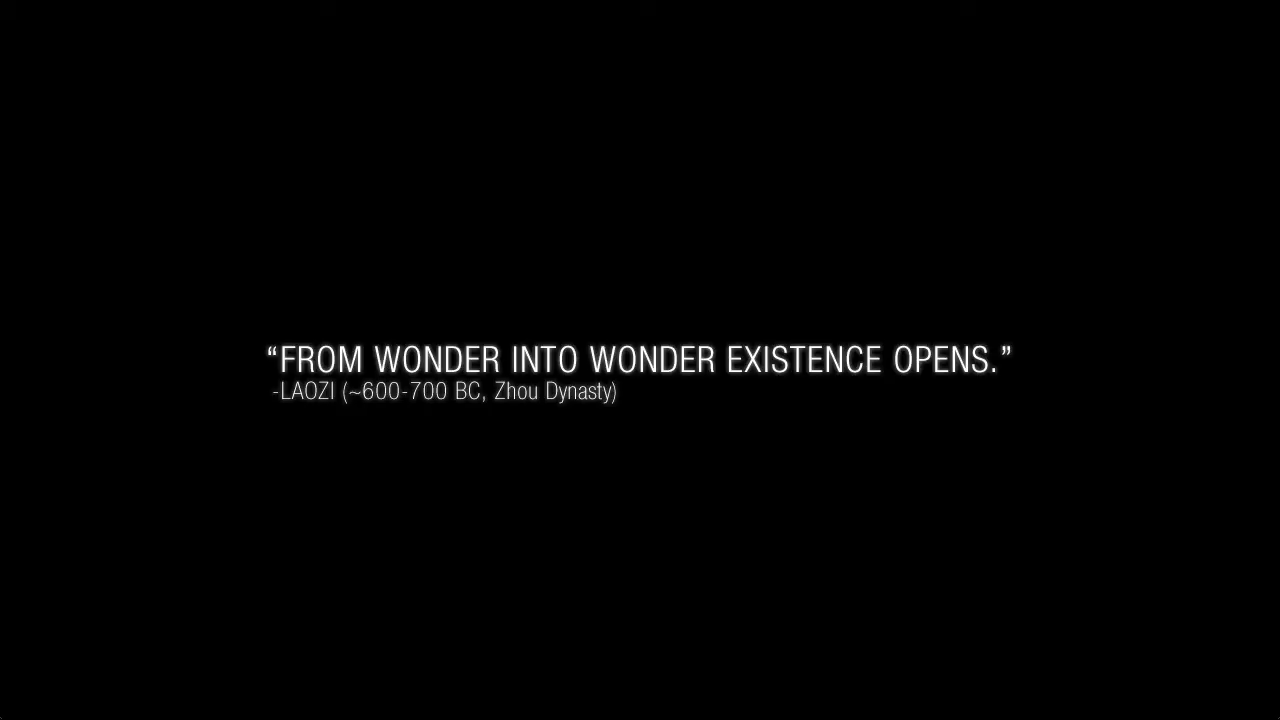 “FROM WONDER INTO WONDER EXISTENCE OPENS.”
-LAOZI (~600-700 BC, Zhou Dynasty)